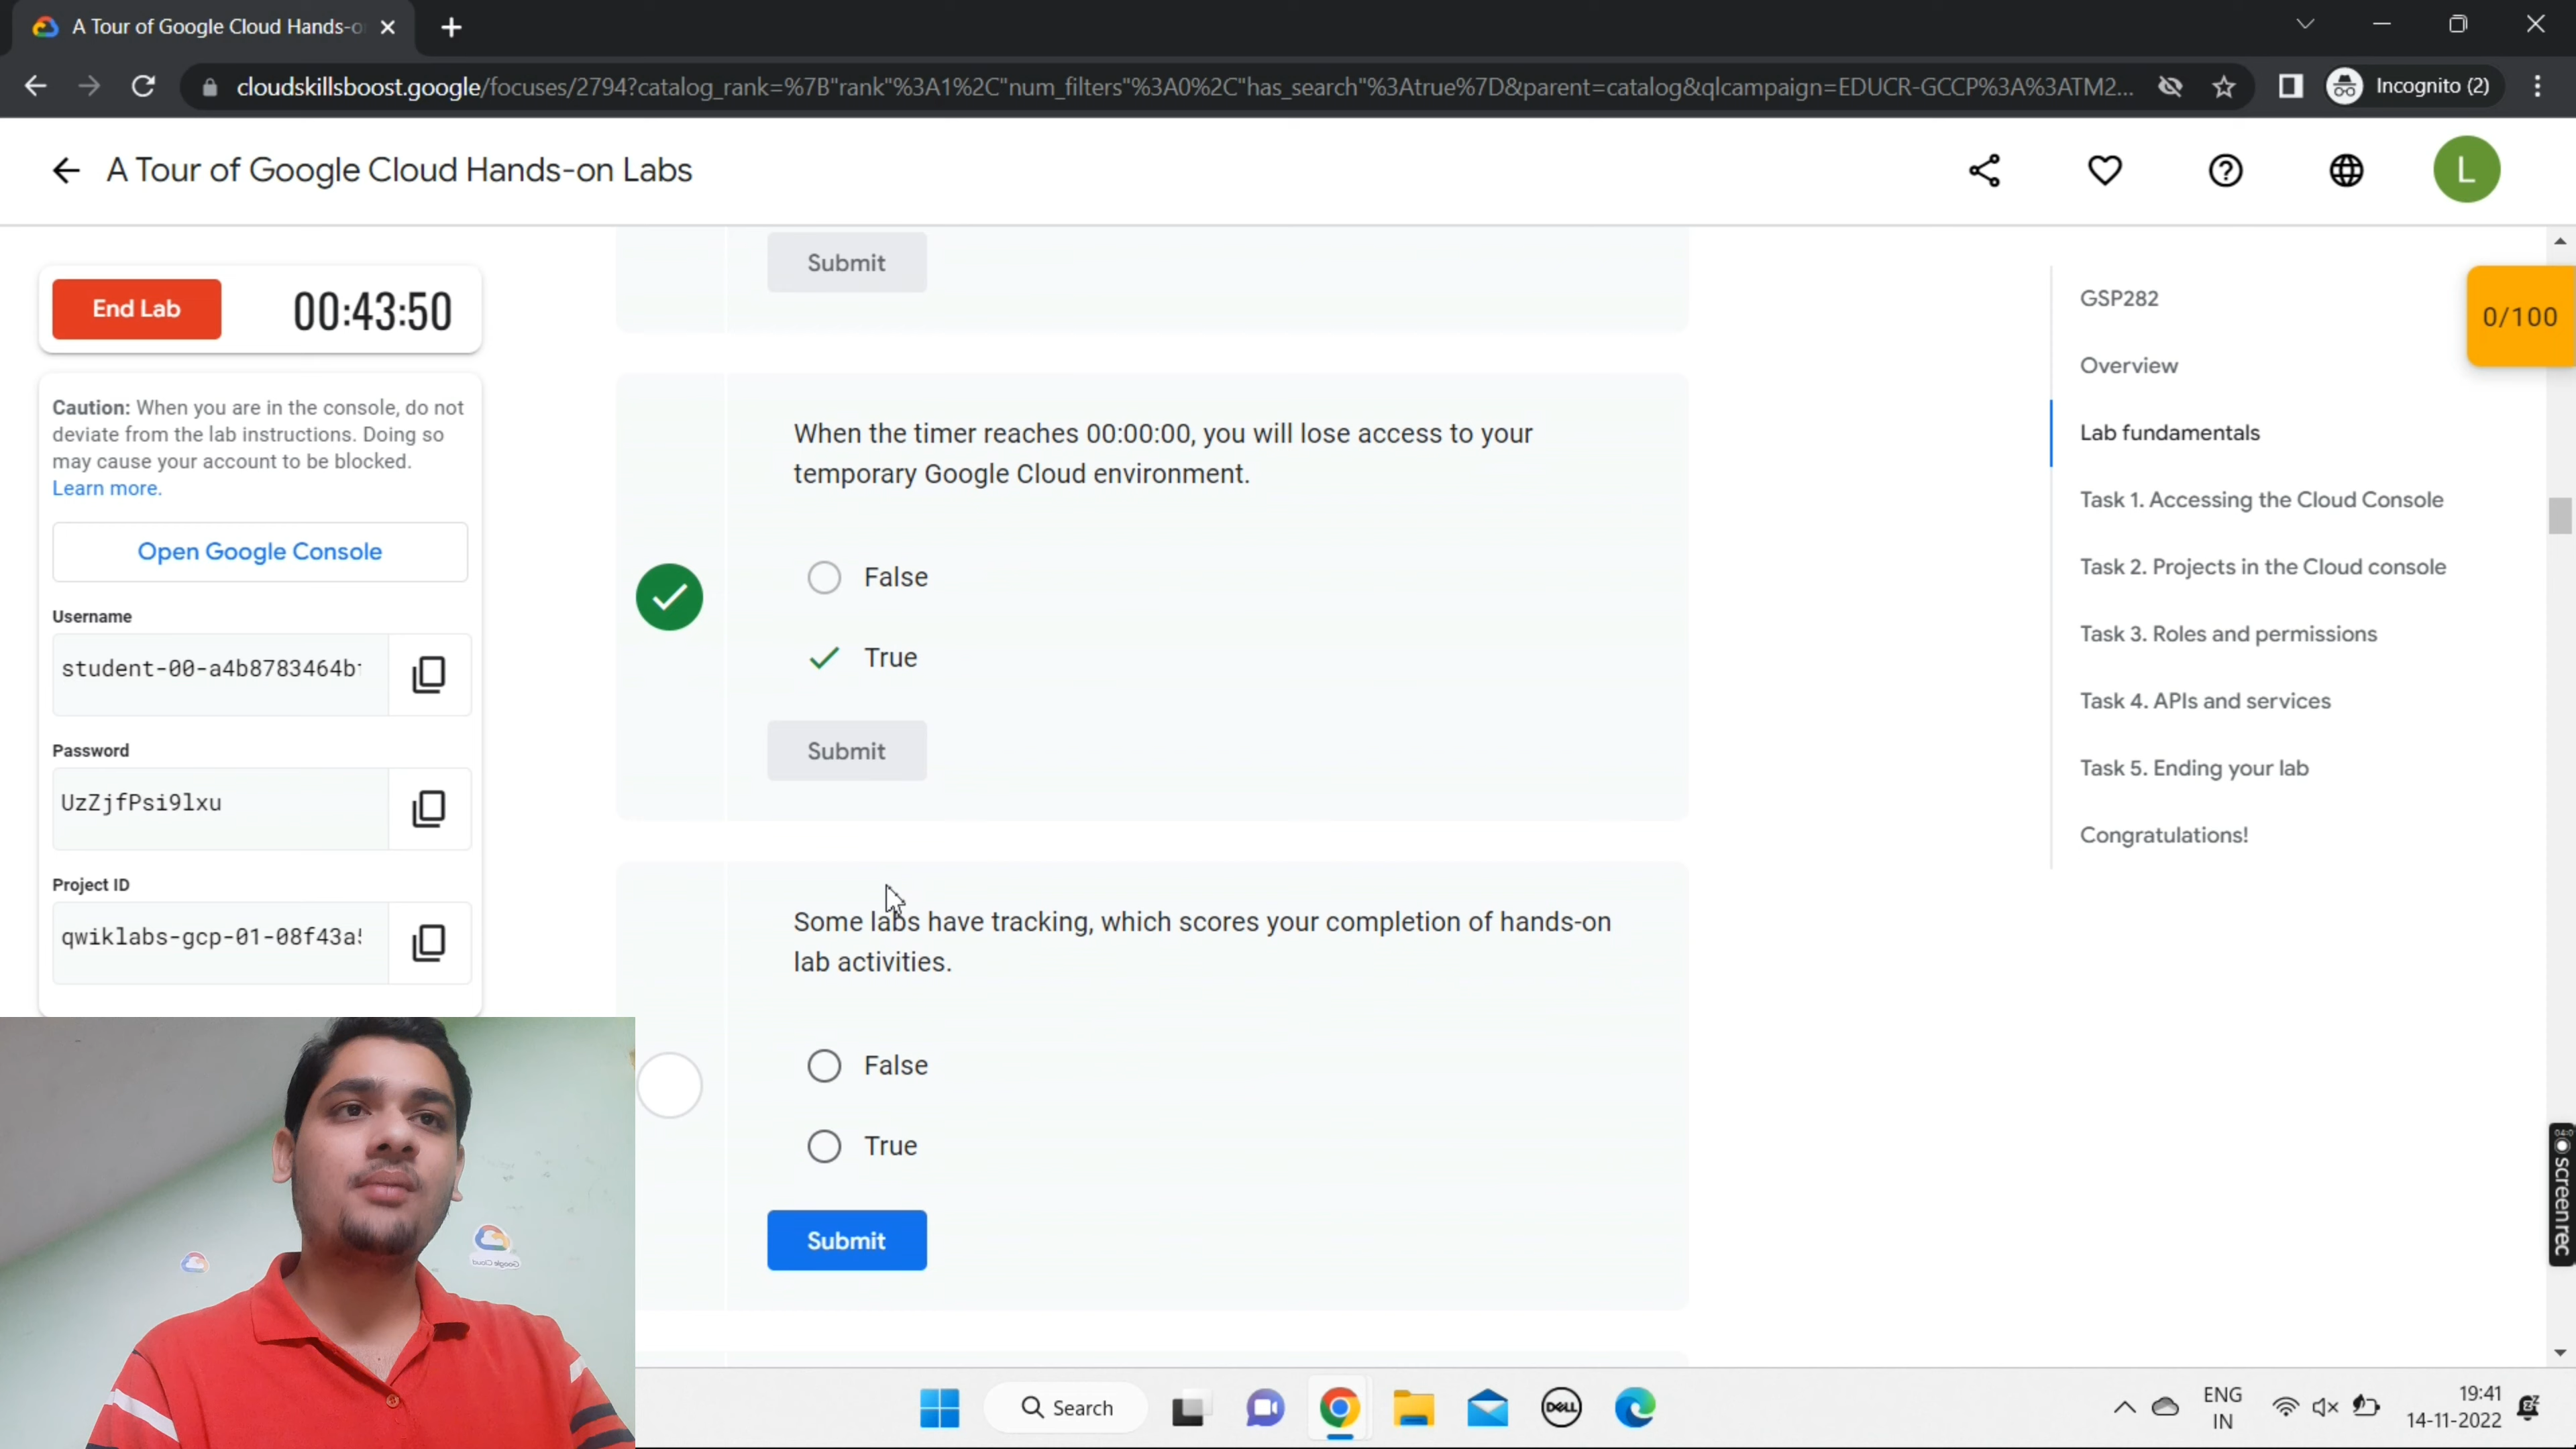 A Tour of Google Cloud Hands-o
cloudskillsboost.google/focuses/2794?catalog_rank=%7B"rank"%3A1%2C"num_filters"%3A0%2C"has_search"%3Atrue%7D&parent=catalog&qlcampaign=EDUCR-GCCP%3A%3ATM2...
Incognito (2)
A Tour of Google Cloud Hands-on Labs
L
End Lab
00:43:50
Caution: When you are in the console, do not
deviate from the lab instructions. Doing so
may cause your account to be blocked.
Learn more.
Open Google Console
Username
student-00-a4b8783464b
Password
UzZjfPsi9lxu
Project ID
qwiklabs-gcp-01-08f43a
Submit
When the timer reaches 00:00:00, you will lose access to your
temporary Google Cloud environment.
False
True
Submit
Some labs have tracking, which scores your completion of hands-on
lab activities.
False
True
Submit
GSP282
Overview
Lab fundamentals
Task 1. Accessing the Cloud Console
Task 2. Projects in the Cloud console
Task 3. Roles and permissions
Task 4. APIs and services
Task 5. Ending your lab
Congratulations!
0/100
screenrec
Google Cloud
Search
DELL
ENG
IN
19:41
14-11-2022